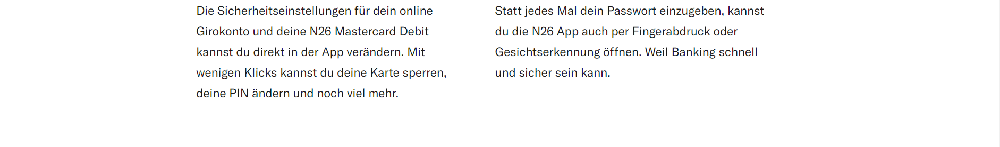 Die Sicherheitseinstellungen für dein online
Girokonto und deine N26 Mastercard Debit
kannst du direkt in der App verändern. Mit
wenigen Klicks kannst du deine Karte sperren,
deine PIN ändern und noch viel mehr.
Statt jedes Mal dein Passwort einzugeben, kannst
du die N26 App auch per Fingerabdruck oder
Gesichtserkennung öffnen. Weil Banking schnell
und sicher sein kann.